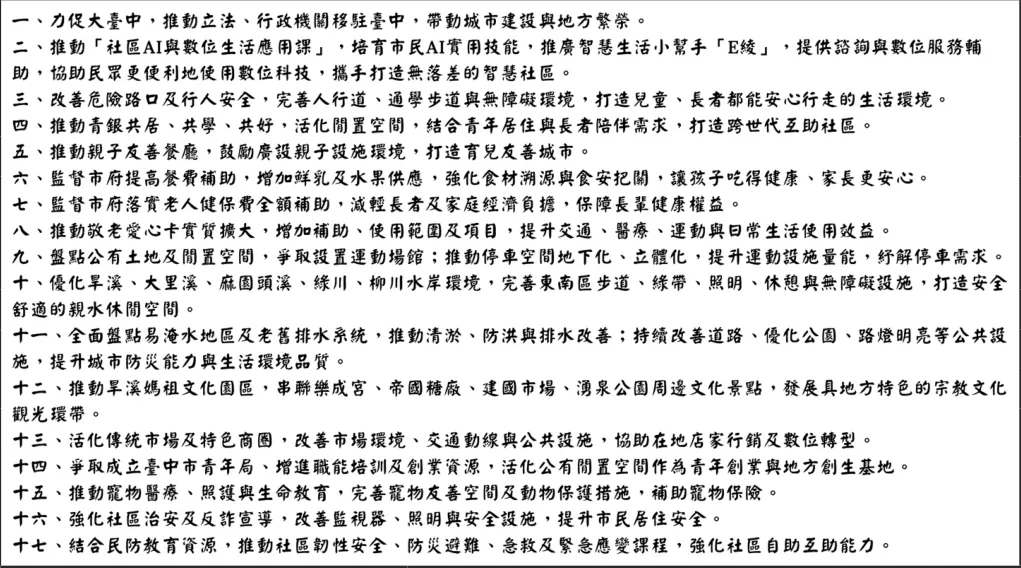 一、力促大臺中，推動立法、行政機關移駐臺中，帶動城市建設與地方繁榮。
二、推動「社區AI與數位生活應用課」，培育市民AI實用技能，推廣智慧生活小幫手「E綾」，提供諮詢與數位服務輔
助，協助民眾更便利地使用數位科技，攜手打造無落差的智慧社區。
三、改善危險路口及行人安全，完善人行道、通學步道與無障礙環境，打造兒童、長者都能安心行走的生活環境。
四、推動青銀共居、共學、共好，活化閒置空間，結合青年居住與長者陪伴需求，打造跨世代互助社區。
五、推動親子友善餐廳，鼓勵廣設親子設施環境，打造育兒友善城市。
六、監督市府提高餐費補助，增加鮮乳及水果供應，強化食材溯源與食安把關，讓孩子吃得健康、家長更安心。
七、監督市府落實老人健保費全額補助，減輕長者及家庭經濟負擔，保障長輩健康權益。
八、推動敬老愛心卡實質擴大，增加補助、使用範圍及項目，提升交通、醫療、運動與日常生活使用效益。
九、盤點公有土地及閒置空間，爭取設置運動場館；推動停車空間地下化、立體化，提升運動設施量能，紓解停車需求。
十、優化旱溪、大里溪、麻園頭溪、綠川、柳川水岸環境，完善東南區步道、綠帶、照明、休憩與無障礙設施，打造安全
舒適的親水休閒空間。
十一、全面盤點易淹水地區及老舊排水系統，推動清淤、防洪與排水改善；持續改善道路、優化公園、路燈明亮等公共設
施，提升城市防災能力與生活環境品質。
十二、推動旱溪媽祖文化園區，串聯樂成宮、帝國糖廠、建國市場、湧泉公園周邊文化景點，發展具地方特色的宗教文化
觀光環帶。
十三、活化傳統市場及特色商圈，改善市場環境、交通動線與公共設施，協助在地店家行銷及數位轉型。
十四、爭取成立臺中市青年局、增進職能培訓及創業資源，活化公有閒置空間作為青年創業與地方創生基地。
十五、推動寵物醫療、照護與生命教育，完善寵物友善空間及動物保護措施，補助寵物保險。
十六、強化社區治安及反詐宣導，改善監視器、照明與安全設施，提升市民居住安全。
十七、結合民防教育資源，推動社區韌性安全、防災避難、急救及緊急應變課程，強化社區自助互助能力。